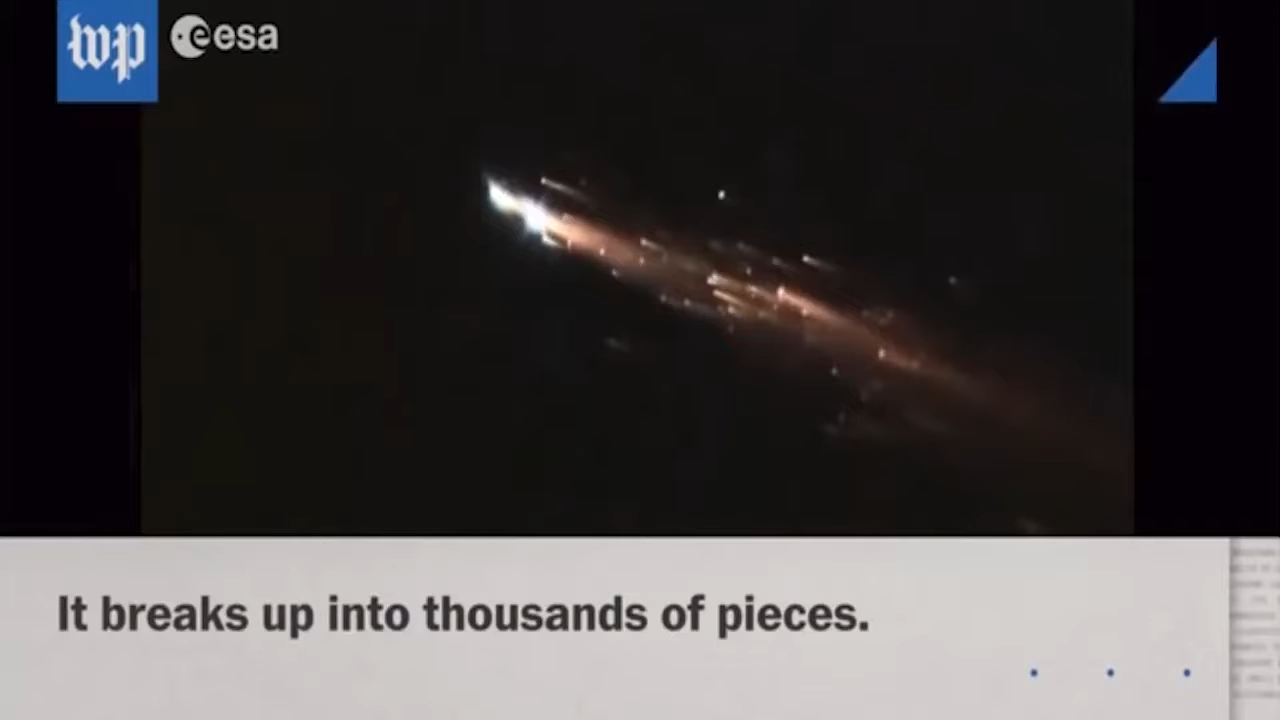 wp
esa
It breaks up into thousands of pieces.